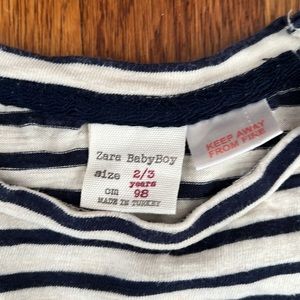 Zara BabyBoy
size 2/3
years
cm 98
MADE IN TURKEY
KEEP AWAY
FROM FIRE